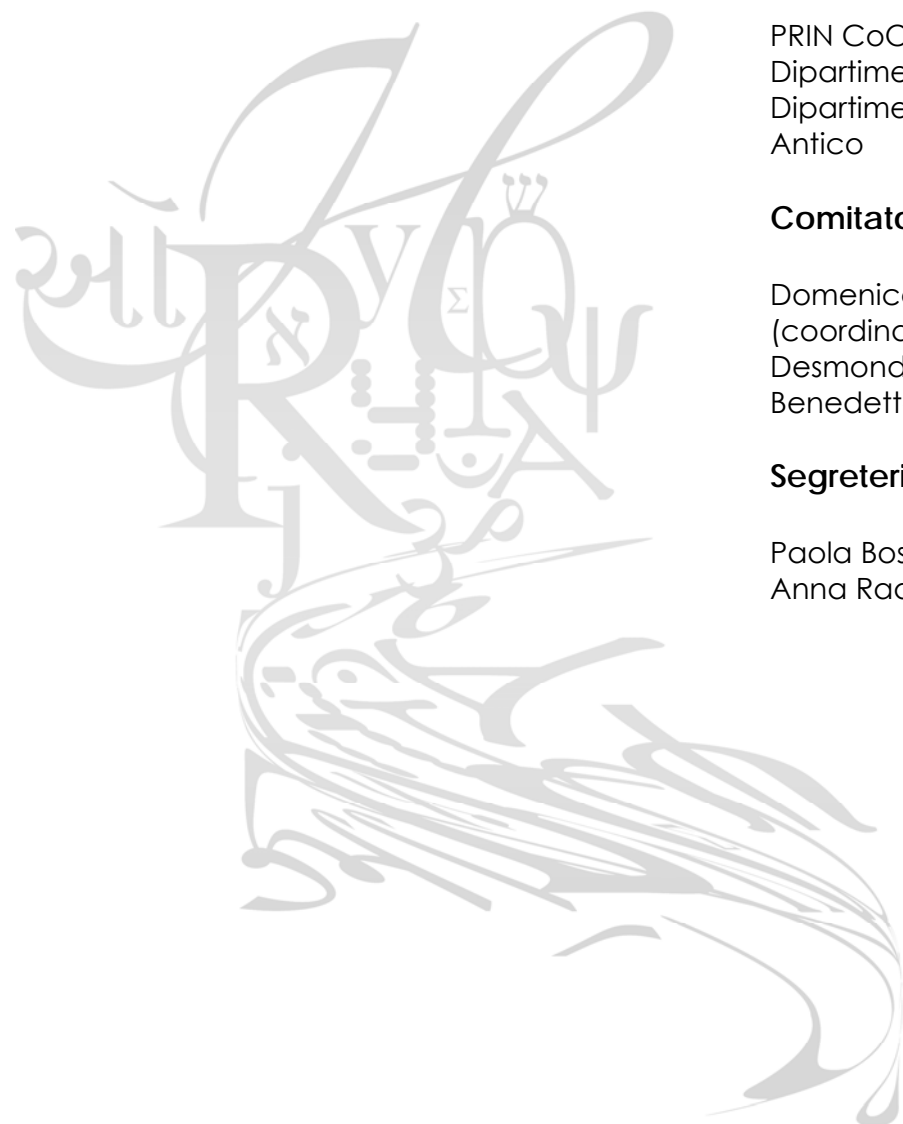 PRIN CoC
Dipartime
Dipartime
Antico
Comitato
Domenico
(coordina
Desmond
Benedett
Segreteri
Paola Bos
Anna Rac